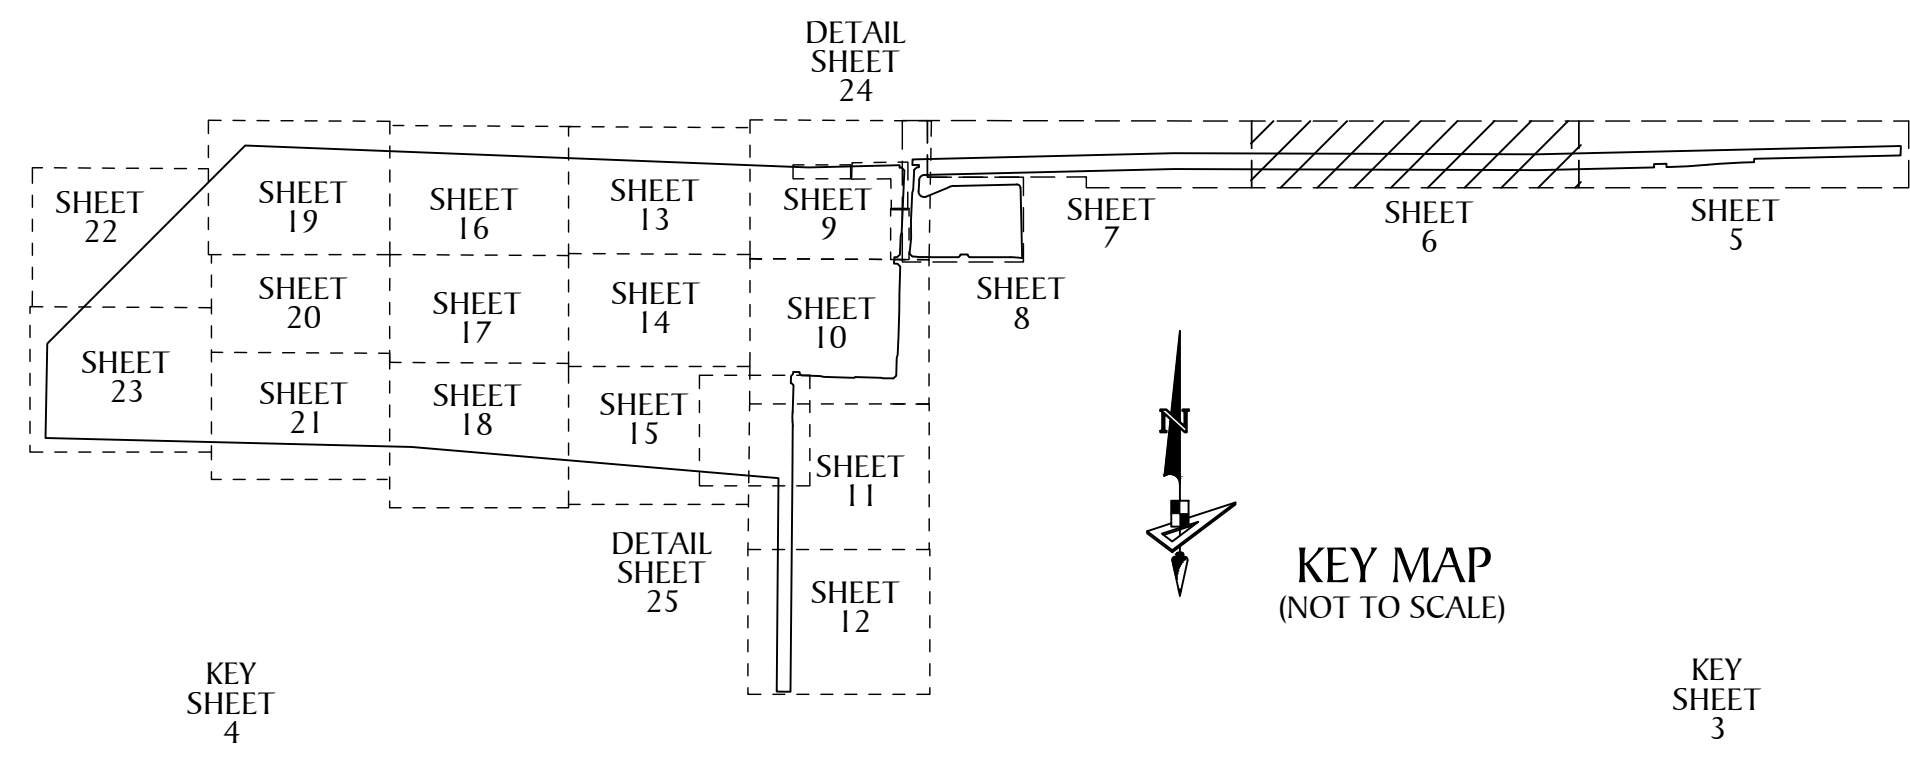 DETAIL
SHEET
24
SHEET
22
SHEET
19
SHEET
16
SHEET
13
SHEET
9
SHEET
7
SHEET
6
SHEET
5
SHEET
20
SHEET
17
SHEET
14
SHEET
10
SHEET
8
SHEET
23
SHEET
21
SHEET
18
SHEET
15
SHEET
11
N
DETAIL
SHEET
25
SHEET
12
KEY MAP
(NOT TO SCALE)
KEY
SHEET
4
KEY
SHEET
3